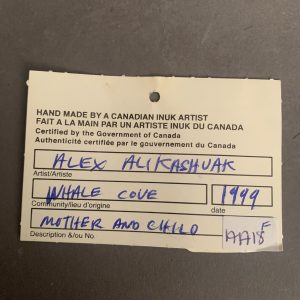 HAND MADE BY A CANADIAN INUK ARTIST
FAIT A LA MAIN PAR UN ARTISTE INUK DU CANADA
Certified by the Government of Canada
Authenticité certifiée par le gouvernement du Canada
ALEX ALIKASHUAK
Artist/Artiste
WHALE COVE 1999
Community/lieu d'origine date
MOTHER AND CHILD
Description &/ou No.